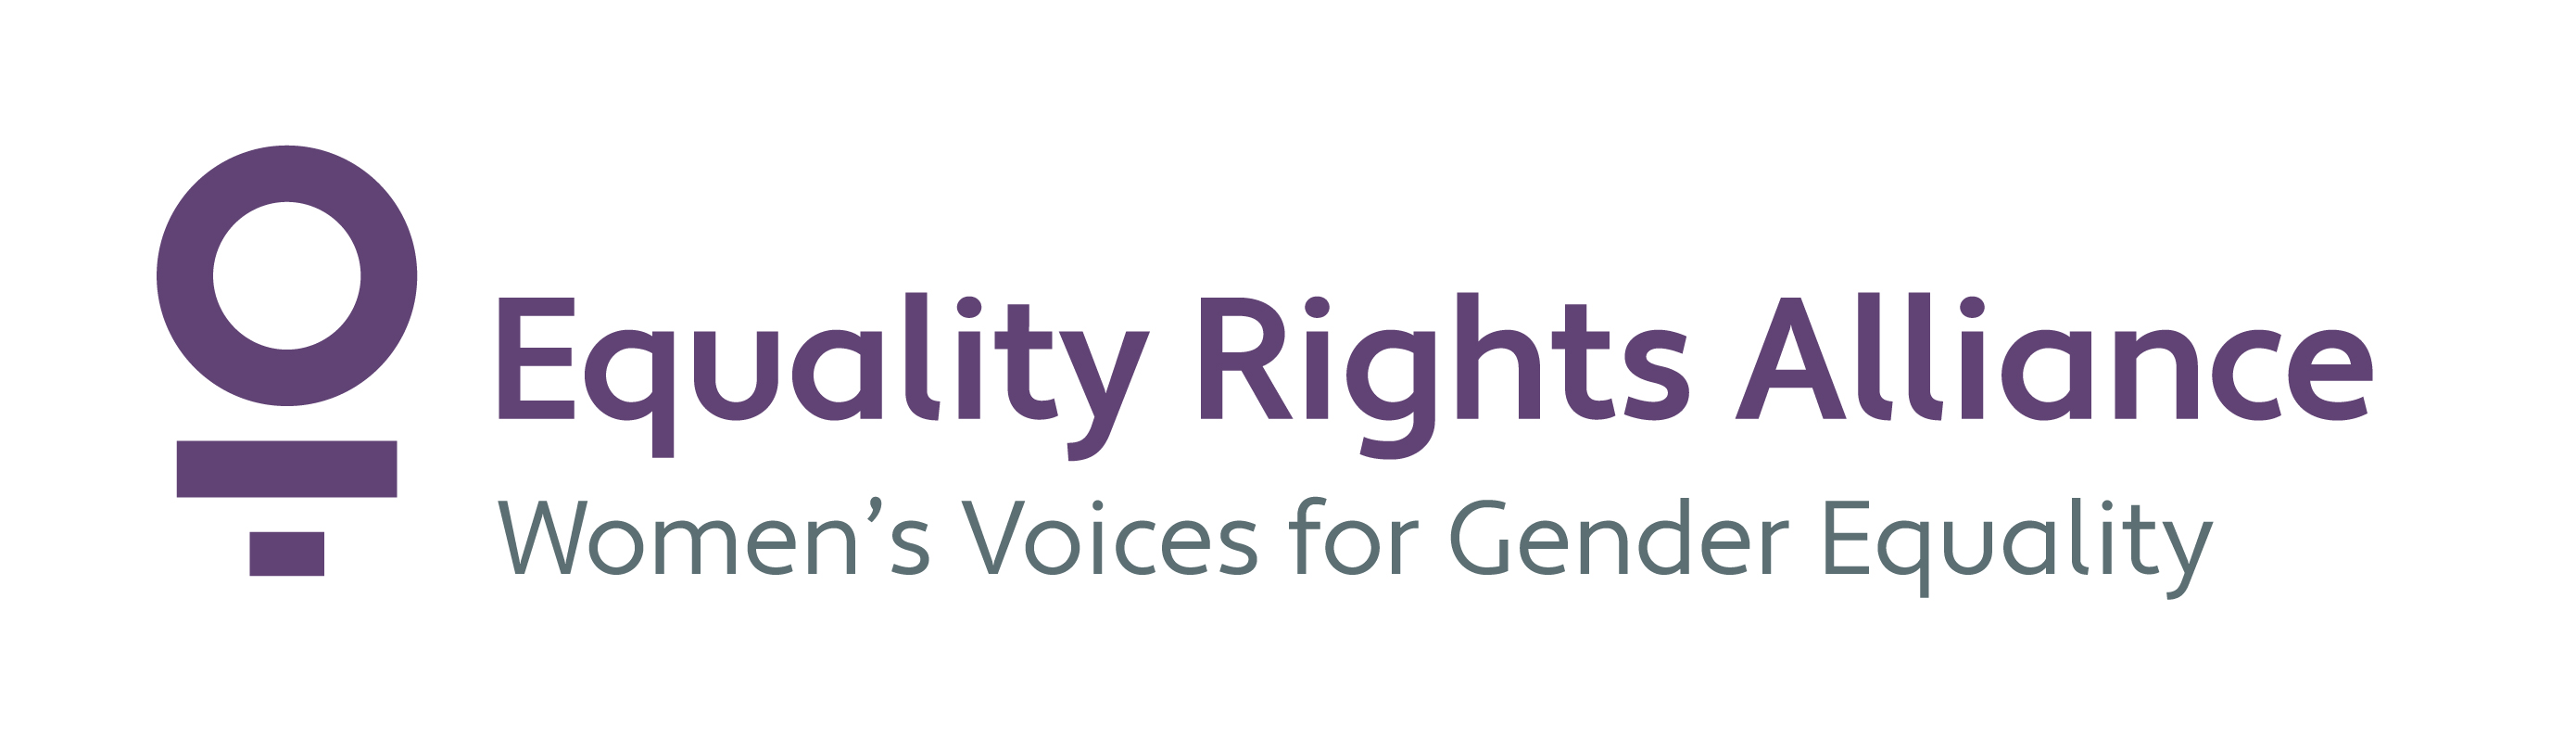 Equality Rights Alliance
Women’s Voices for Gender Equality